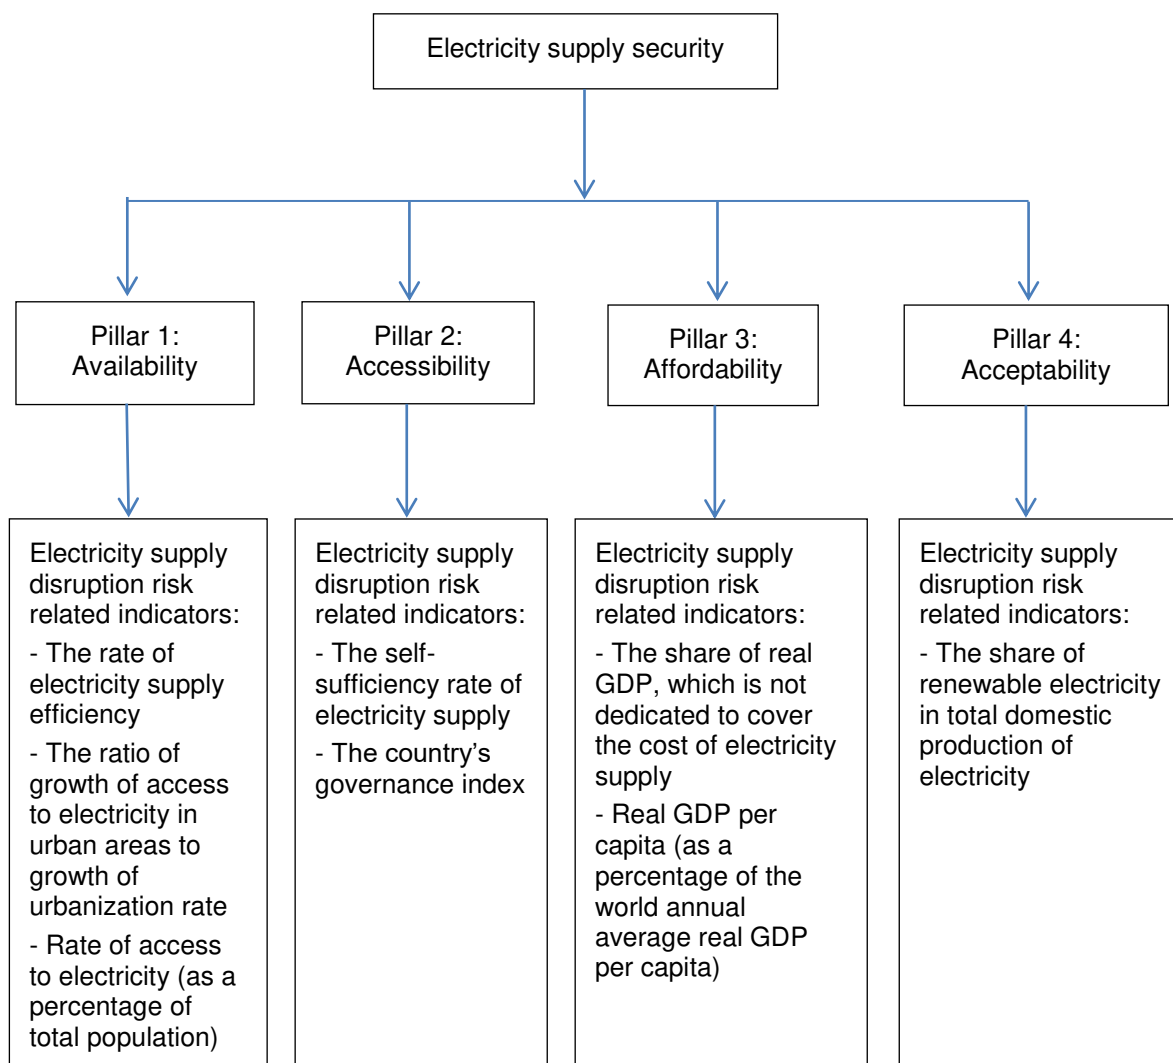 Electricity supply security
Pillar 1:
Availability
Pillar 2:
Accessibility
Pillar 3:
Affordability
Pillar 4:
Acceptability
Electricity supply
disruption risk
related indicators:
- The rate of
electricity supply
efficiency
- The ratio of
growth of access
to electricity in
urban areas to
growth of
urbanization rate
- Rate of access
to electricity (as a
percentage of
total population)
Electricity supply
disruption risk
related indicators:
- The self-
sufficiency rate of
electricity supply
- The country’s
governance index
Electricity supply
disruption risk
related indicators:
- The share of real
GDP, which is not
dedicated to cover
the cost of electricity
supply
- Real GDP per
capita (as a
percentage of the
world annual
average real GDP
per capita)
Electricity supply
disruption risk
related indicators:
- The share of
renewable electricity
in total domestic
production of
electricity